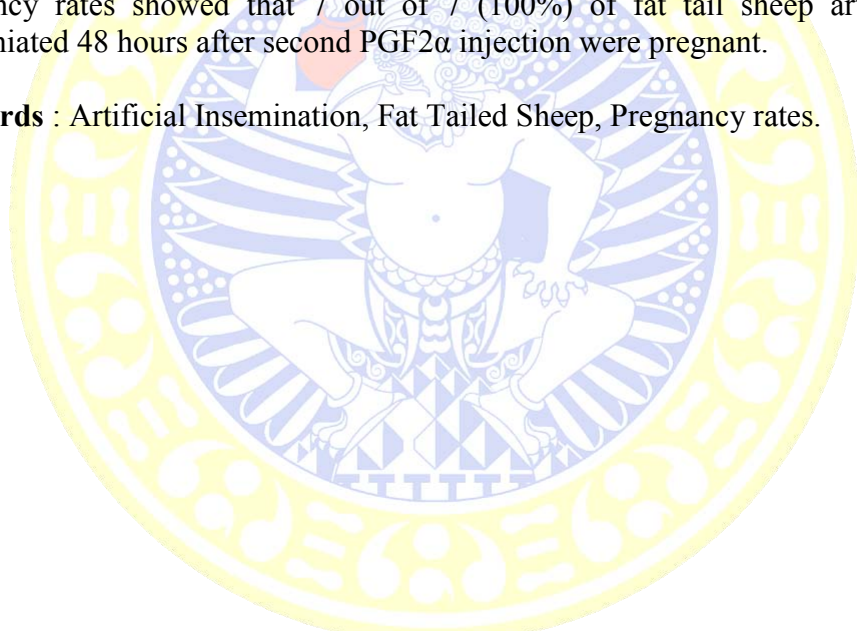 ncy rates showed that 7 out of 7 (100%) of fat tail sheep ar
niated 48 hours after second PGF2α injection were pregnant.
rds : Artificial Insemination, Fat Tailed Sheep, Pregnancy rates.